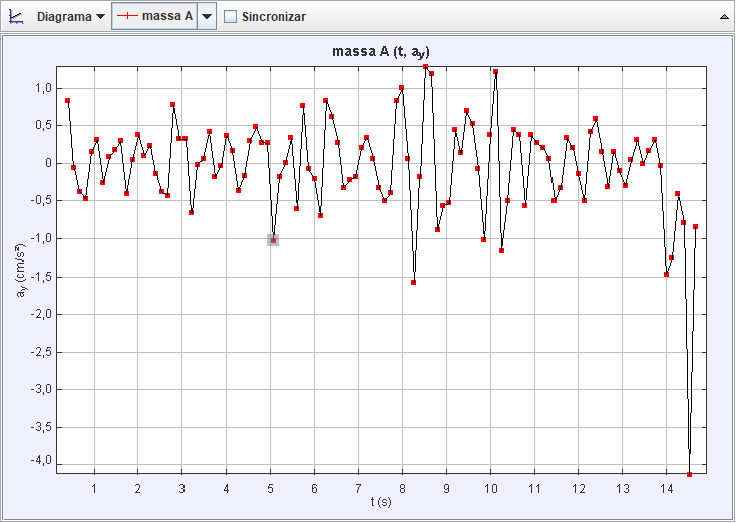 Diagrama massa A Sincronizar
massa A (t, ay)
1,0
0,5
0
-0,5
-1,0
-1,5
-2,0
-2,5
-3,0
-3,5
-4,0
ay (cm/s²)
1 2 3 4 5 6 7 8 9 10 11 12 13 14
t (s)